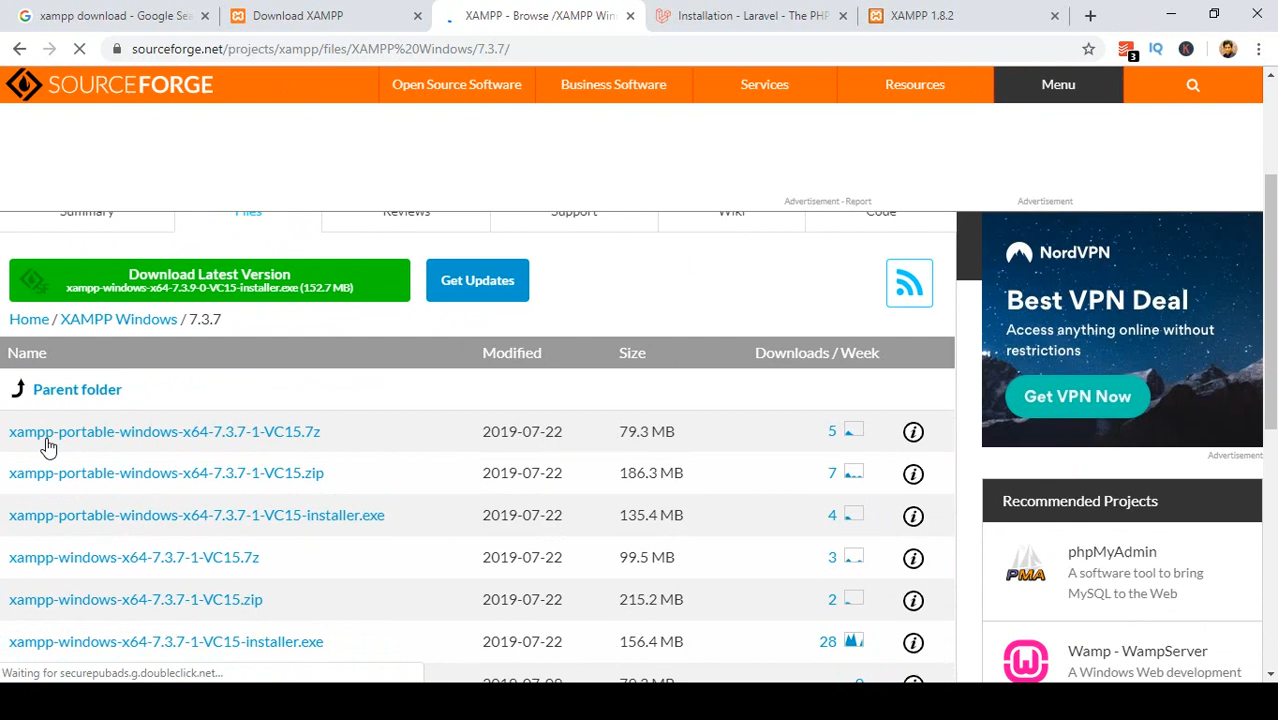 xampp download - Google Sea
Download XAMPP
XAMPP - Browse /XAMPP Win
Installation - Laravel - The PHP
XAMPP 1.8.2
sourceforge.net/projects/xampp/files/XAMPP%20Windows/7.3.7/
3
IQ
K
SOURCEFORGE
Open Source Software
Business Software
Services
Resources
Menu
Advertisement - Report
Advertisement
Summary
Files
Reviews
Support
Wiki
Code
Download Latest Version
xampp-windows-x64-7.3.9-0-VC15-installer.exe (152.7 MB)
Get Updates
Home / XAMPP Windows / 7.3.7
Name Modified Size Downloads / Week
Parent folder
xampp-portable-windows-x64-7.3.7-1-VC15.7z 2019-07-22 79.3 MB 5
xampp-portable-windows-x64-7.3.7-1-VC15.zip 2019-07-22 186.3 MB 7
xampp-portable-windows-x64-7.3.7-1-VC15-installer.exe 2019-07-22 135.4 MB 4
xampp-windows-x64-7.3.7-1-VC15.7z 2019-07-22 99.5 MB 3
xampp-windows-x64-7.3.7-1-VC15.zip 2019-07-22 215.2 MB 2
xampp-windows-x64-7.3.7-1-VC15-installer.exe 2019-07-22 156.4 MB 28
Waiting for securepubads.g.doubleclick.net...
NordVPN
Best VPN Deal
Access anything online without
restrictions
Get VPN Now
Advertisement
Recommended Projects
phpMyAdmin
A software tool to bring
MySQL to the Web
PMA
Wamp - WampServer
A Windows Web development